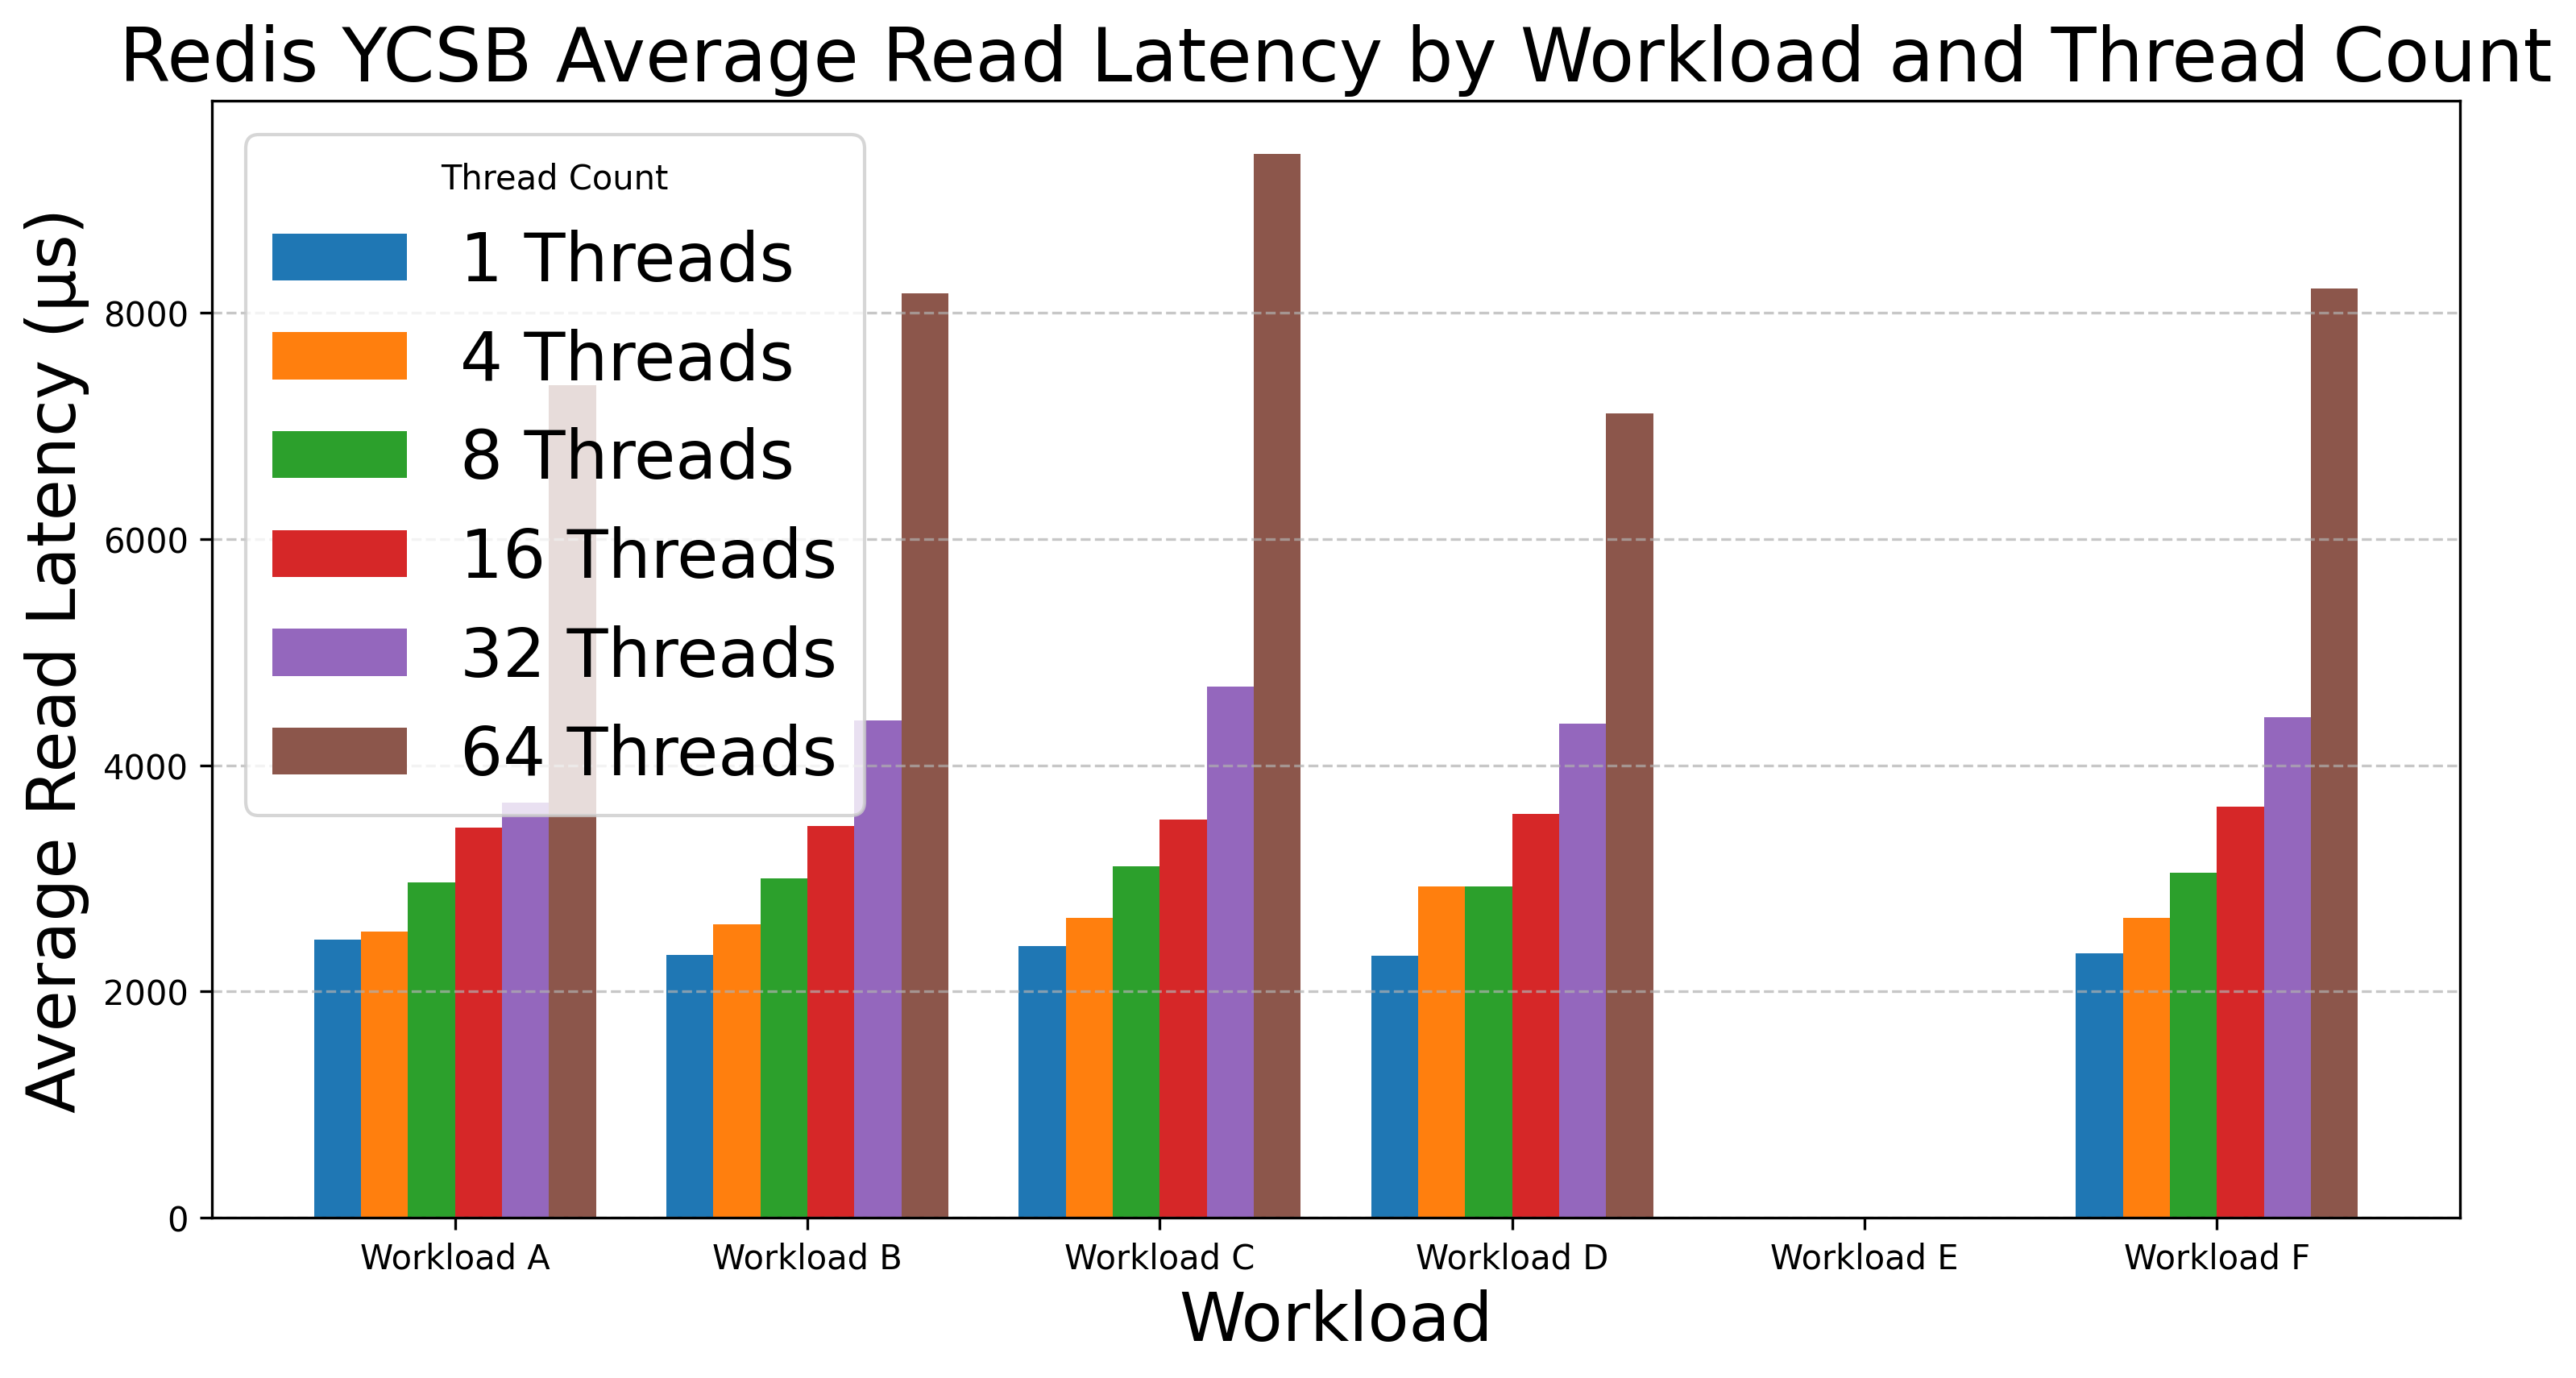 Redis YCSB Average Read Latency by Workload and Thread Count
Average Read Latency (µs)
8000
6000
4000
2000
0
Thread Count
1 Threads
4 Threads
8 Threads
16 Threads
32 Threads
64 Threads
Workload A
Workload B
Workload C
Workload D
Workload E
Workload F
Workload